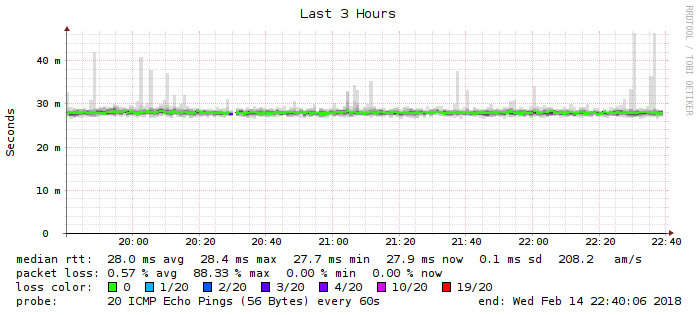 Last 3 Hours
RRDTOOL / TOBI OETIKER
Seconds
40 m
30 m
20 m
10 m
0
20:00 20:20 20:40 21:00 21:20 21:40 22:00 22:20 22:40
median rtt: 28.0 ms avg 28.4 ms max 27.7 ms min 27.9 ms now 0.1 ms sd 208.2 am/s
packet loss: 0.57 % avg 88.33 % max 0.00 % min 0.00 % now
loss color: 0 1/20 2/20 3/20 4/20 10/20 19/20
probe: 20 ICMP Echo Pings (56 Bytes) every 60s end: Wed Feb 14 22:40:06 2018